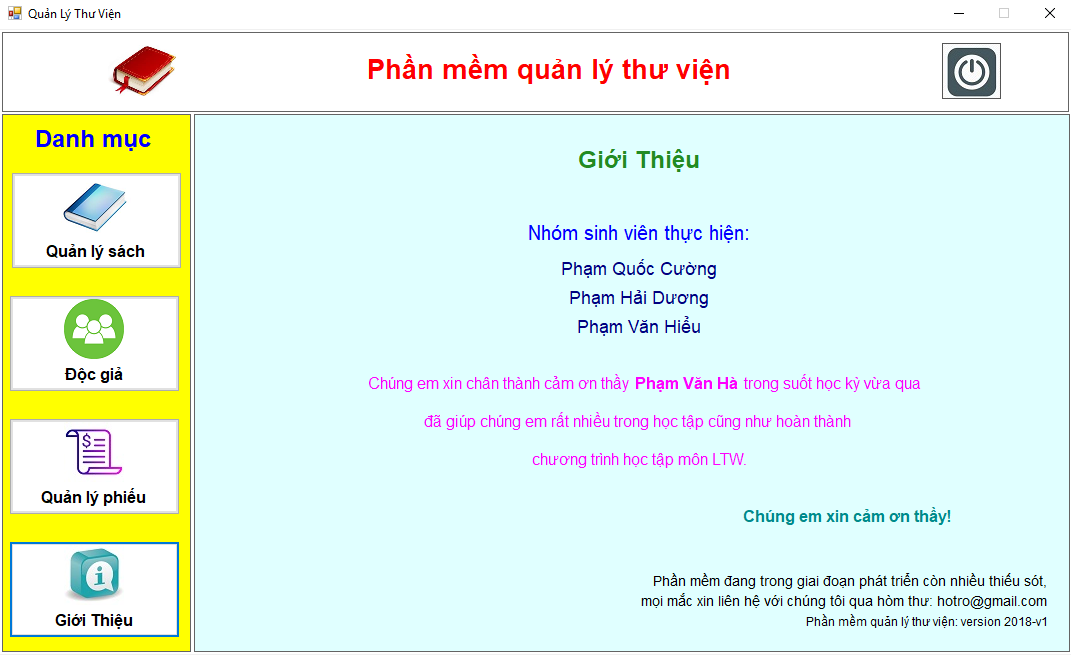 Quản Lý Thư Viện
Phần mềm quản lý thư viện
Danh mục
Quản lý sách
Độc giả
Quản lý phiếu
Giới Thiệu
Giới Thiệu
Nhóm sinh viên thực hiện:
Phạm Quốc Cường
Phạm Hải Dương
Phạm Văn Hiểu
Chúng em xin chân thành cảm ơn thầy Phạm Văn Hà trong suốt học kỳ vừa qua
đã giúp chúng em rất nhiều trong học tập cũng như hoàn thành
chương trình học tập môn LTW.
Chúng em xin cảm ơn thầy!
Phần mềm đang trong giai đoạn phát triển còn nhiều thiếu sót,
mọi mắc xin liên hệ với chúng tôi qua hòm thư: hotro@gmail.com
Phần mềm quản lý thư viện: version 2018-v1